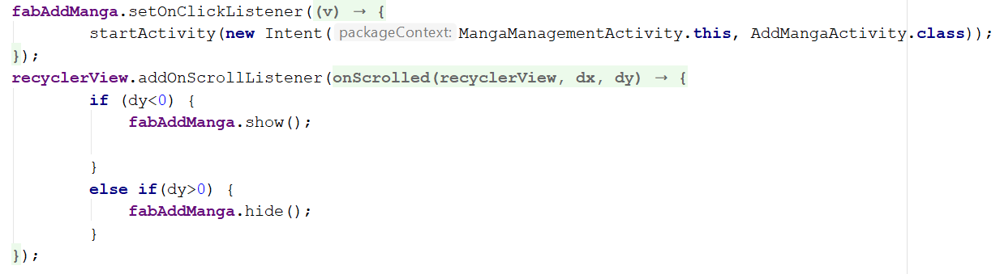 fabAddManga.setOnClickListener((v) → {
startActivity(new Intent( packageContext: MangaManagementActivity.this, AddMangaActivity.class));
});
recyclerView.addOnScrollListener(onScrolled(recyclerView, dx, dy) → {
if (dy<0) {
fabAddManga.show();
}
else if(dy>0) {
fabAddManga.hide();
}
});